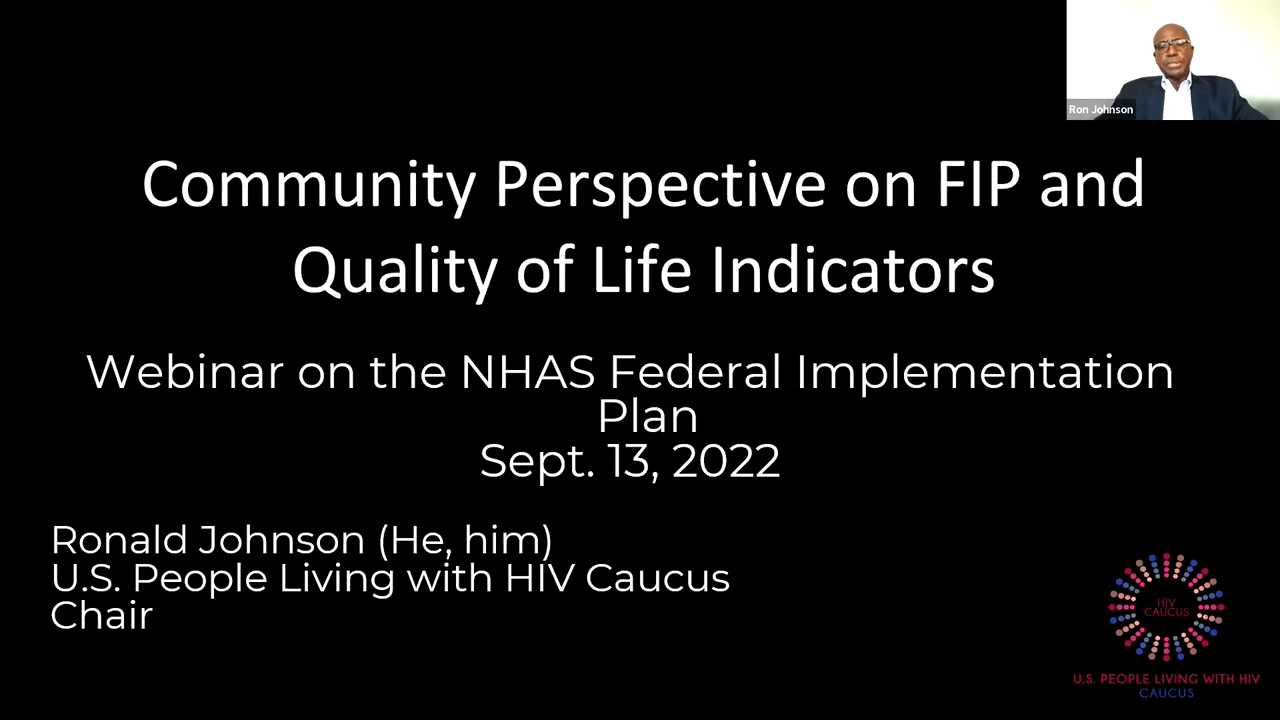 Ron Johnson
Community Perspective on FIP and
Quality of Life Indicators
Webinar on the NHAS Federal Implementation
Plan
Sept. 13, 2022
Ronald Johnson (He, him)
U.S. People Living with HIV Caucus
Chair
HIV
CAUCUS
U.S. PEOPLE LIVING WITH HIV
CAUCUS